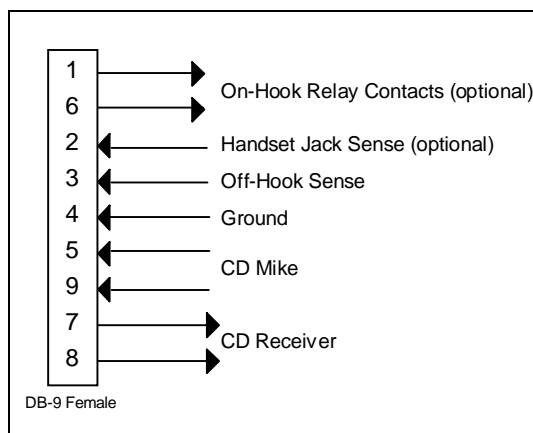 1
On-Hook Relay Contacts (optional)
6
2 Handset Jack Sense (optional)
3 Off-Hook Sense
4 Ground
5
CD Mike
9
7
CD Receiver
8
DB-9 Female